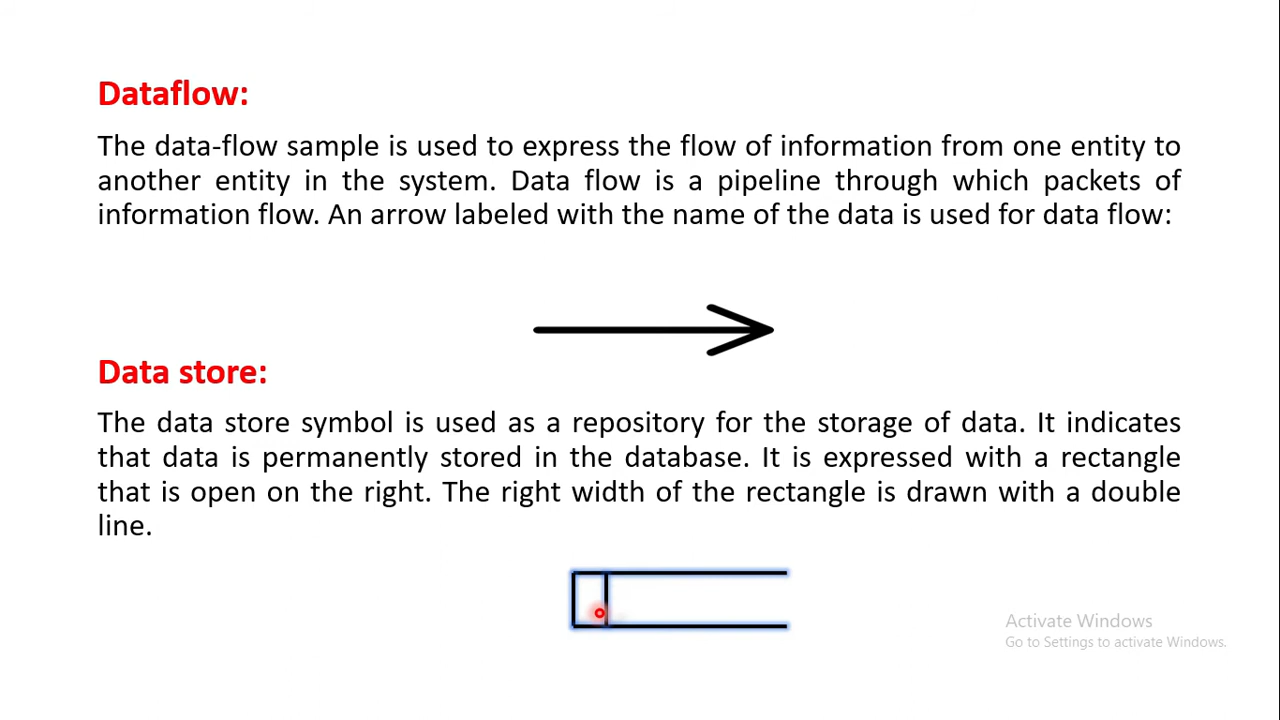 Dataflow:
The data-flow sample is used to express the flow of information from one entity to
another entity in the system. Data flow is a pipeline through which packets of
information flow. An arrow labeled with the name of the data is used for data flow:
Data store:
The data store symbol is used as a repository for the storage of data. It indicates
that data is permanently stored in the database. It is expressed with a rectangle
that is open on the right. The right width of the rectangle is drawn with a double
line.
Activate Windows
Go to Settings to activate Windows.